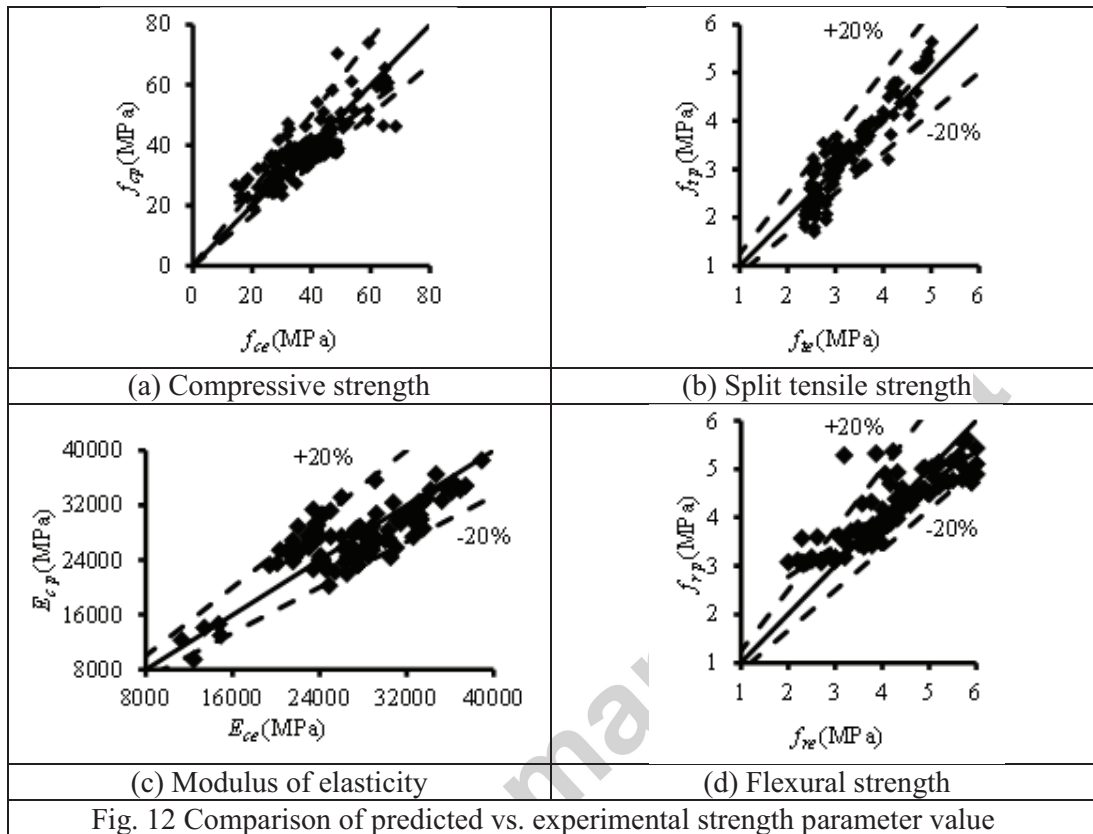 80
60
40
20
0
f_cp (MPa)
0 20 40 60 80
f_ce (MPa)
(a) Compressive strength
6
5
4
3
2
1
f_tp (MPa)
+20%
-20%
1 2 3 4 5 6
f_te (MPa)
(b) Split tensile strength
40000
32000
24000
16000
8000
E_cp (MPa)
+20%
-20%
8000 16000 24000 32000 40000
E_ce (MPa)
(c) Modulus of elasticity
6
5
4
3
2
1
f_rp (MPa)
+20%
-20%
1 2 3 4 5 6
f_re (MPa)
(d) Flexural strength
Fig. 12 Comparison of predicted vs. experimental strength parameter value